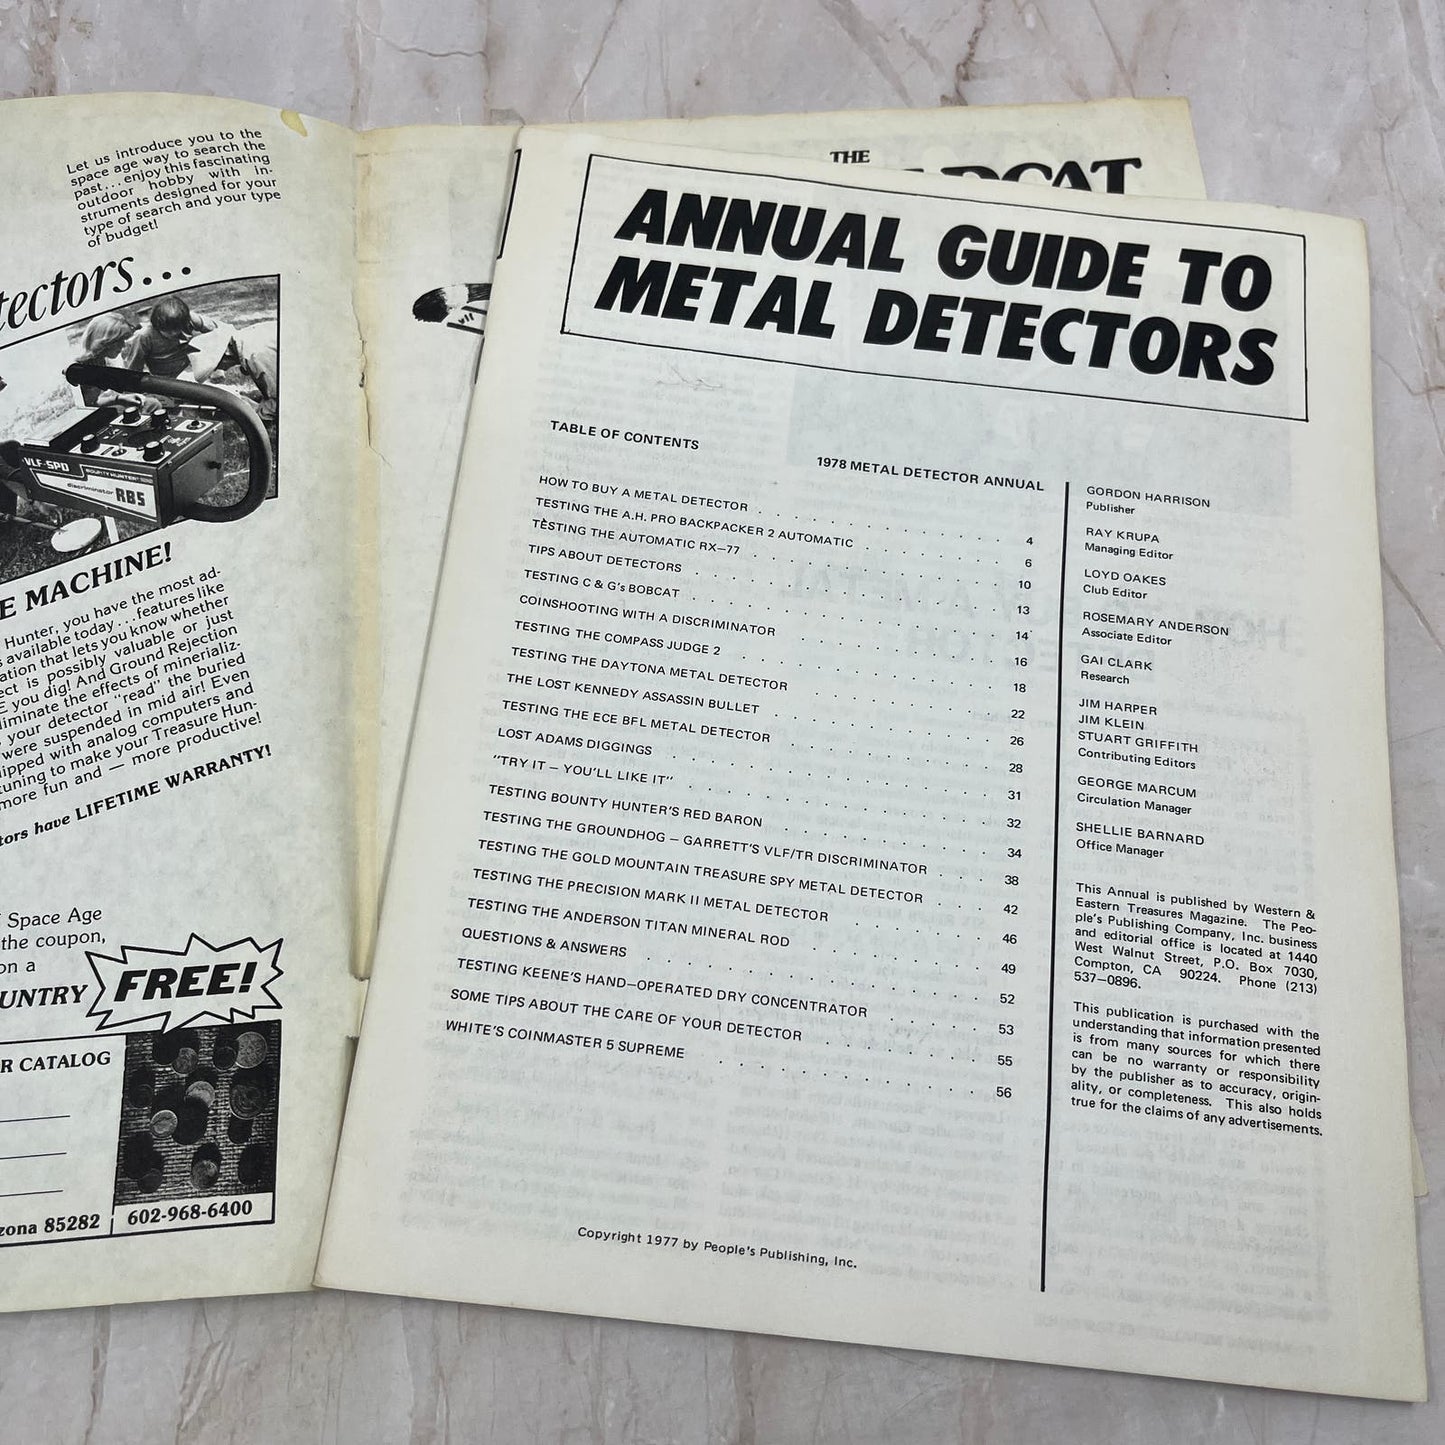 Let us introduce you to the
space age way to search the
past...enjoy this fascinating
outdoor hobby with in-
struments designed for your
type of search and your type
of budget!
tectors...
VLF-SPD
BOUNTY HUNTER
discriminator RB5
E MACHINE!
Hunter, you have the most ad-
s available today...features like
ation that lets you know whether
ect is possibly valuable or just
E you dig! And Ground Rejection
liminate the effects of minerializ-
your detector "read" the buried
were suspended in mid air! Even
ipped with analog computers and
tuning to make your Treasure Hun-
more fun and — more productive!
tors have LIFETIME WARRANTY!
Space Age
the coupon,
on a
UNTRY
FREE!
R CATALOG
zona 85282
602-968-6400
THE
ANNUAL GUIDE TO
METAL DETECTORS
TABLE OF CONTENTS
1978 METAL DETECTOR ANNUAL
HOW TO BUY A METAL DETECTOR . . . . . . . . . . . . 4
TESTING THE A.H. PRO BACKPACKER 2 AUTOMATIC . . . . . . . 6
TESTING THE AUTOMATIC RX—77 . . . . . . . . . . . . 10
TIPS ABOUT DETECTORS . . . . . . . . . . . . . . 13
TESTING C & G's BOBCAT . . . . . . . . . . . . . . 14
COINSHOOTING WITH A DISCRIMINATOR . . . . . . . . . . 16
TESTING THE COMPASS JUDGE 2 . . . . . . . . . . . . 18
TESTING THE DAYTONA METAL DETECTOR . . . . . . . . . . 22
THE LOST KENNEDY ASSASSIN BULLET . . . . . . . . . . . 26
TESTING THE ECE BFL METAL DETECTOR . . . . . . . . . . 28
LOST ADAMS DIGGINGS . . . . . . . . . . . . . . . 31
"TRY IT — YOU'LL LIKE IT" . . . . . . . . . . . . . . 32
TESTING BOUNTY HUNTER'S RED BARON . . . . . . . . . . 34
TESTING THE GROUNDHOG — GARRETT'S VLF/TR DISCRIMINATOR . . . 38
TESTING THE GOLD MOUNTAIN TREASURE SPY METAL DETECTOR . . . 42
TESTING THE PRECISION MARK II METAL DETECTOR . . . . . . . 46
TESTING THE ANDERSON TITAN MINERAL ROD . . . . . . . . . 49
QUESTIONS & ANSWERS . . . . . . . . . . . . . . . 52
TESTING KEENE'S HAND—OPERATED DRY CONCENTRATOR . . . . . 53
SOME TIPS ABOUT THE CARE OF YOUR DETECTOR . . . . . . . . 55
WHITE'S COINMASTER 5 SUPREME . . . . . . . . . . . . 56
Copyright 1977 by People's Publishing, Inc.
GORDON HARRISON
Publisher
RAY KRUPA
Managing Editor
LOYD OAKES
Club Editor
ROSEMARY ANDERSON
Associate Editor
GAI CLARK
Research
JIM HARPER
JIM KLEIN
STUART GRIFFITH
Contributing Editors
GEORGE MARCUM
Circulation Manager
SHELLIE BARNARD
Office Manager
This Annual is published by Western &
Eastern Treasures Magazine. The Peo-
ple's Publishing Company, Inc. business
and editorial office is located at 1440
West Walnut Street, P.O. Box 7030,
Compton, CA 90224. Phone (213)
537—0896.
This publication is purchased with the
understanding that information presented
is from many sources for which there
can be no warranty or responsibility
by the publisher as to accuracy, origin-
ality, or completeness. This also holds
true for the claims of any advertisements.